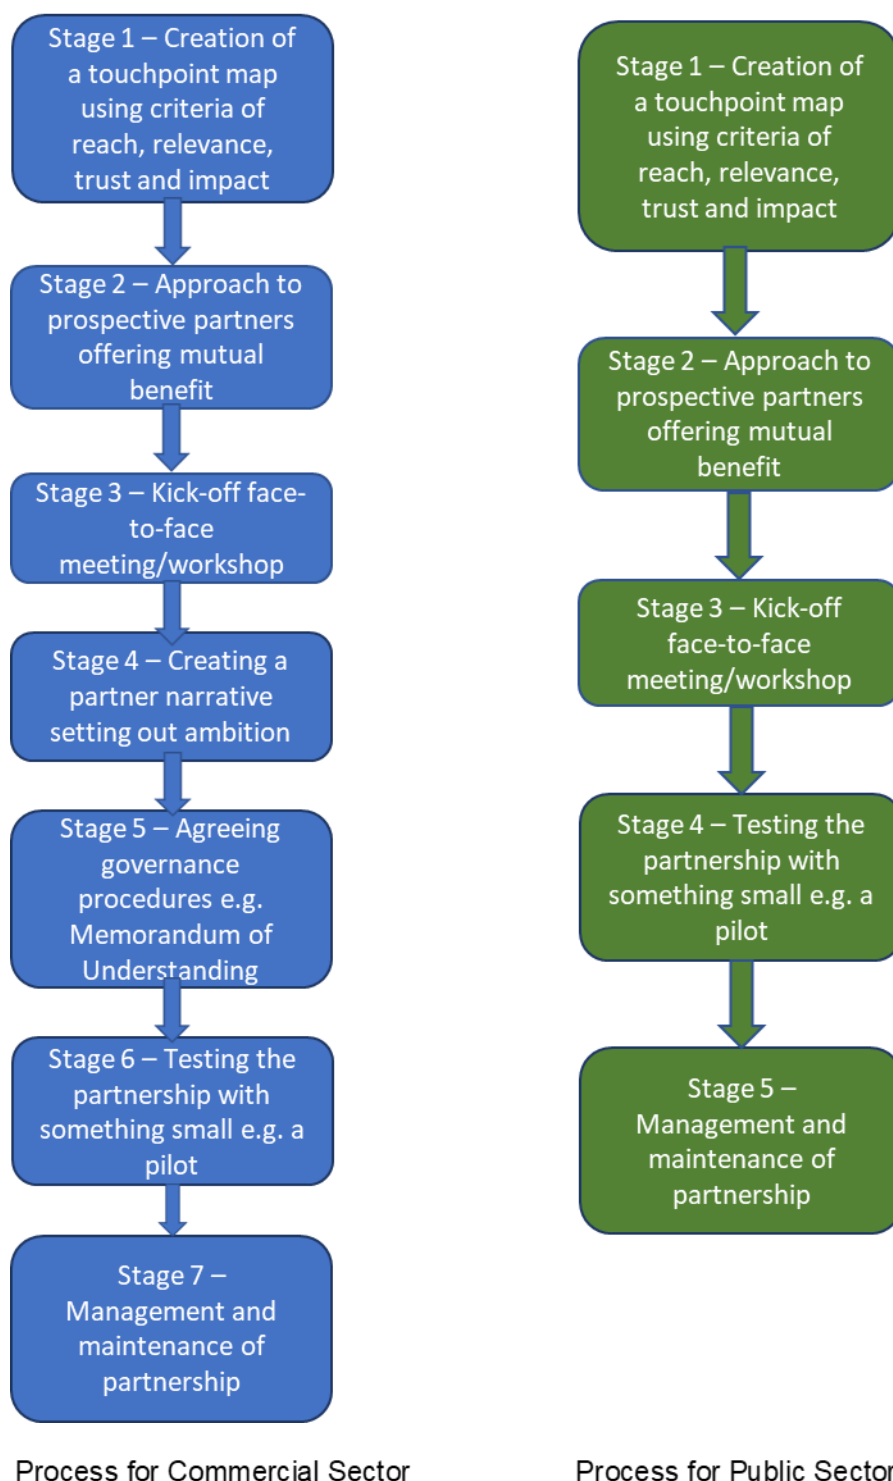 Stage 1 – Creation of
a touchpoint map
using criteria of
reach, relevance,
trust and impact
Stage 2 – Approach to
prospective partners
offering mutual
benefit
Stage 3 – Kick-off face-
to-face
meeting/workshop
Stage 4 – Creating a
partner narrative
setting out ambition
Stage 5 – Agreeing
governance
procedures e.g.
Memorandum of
Understanding
Stage 6 – Testing the
partnership with
something small e.g. a
pilot
Stage 7 –
Management and
maintenance of
partnership
Process for Commercial Sector
Stage 1 – Creation of
a touchpoint map
using criteria of
reach, relevance,
trust and impact
Stage 2 – Approach to
prospective partners
offering mutual
benefit
Stage 3 – Kick-off
face-to-face
meeting/workshop
Stage 4 – Testing the
partnership with
something small e.g. a
pilot
Stage 5 –
Management and
maintenance of
partnership
Process for Public Sector